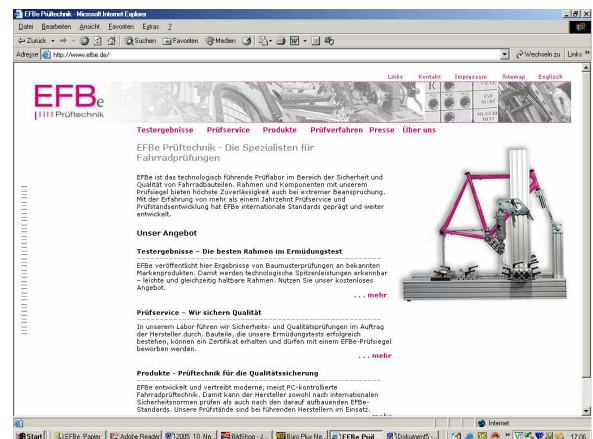 EFBe Prüftechnik - Microsoft Internet Explorer
Datei Bearbeiten Ansicht Favoriten Extras ?
Zurück Suchen Favoriten Medien
Adresse http://www.efbe.de/ Wechseln zu Links »
Links Kontakt Impressum Sitemap Englisch
EFBe
Prüftechnik
Testergebnisse Prüfservice Produkte Prüfverfahren Presse Über uns
EFBe Prüftechnik - Die Spezialisten für
Fahrradprüfungen
EFBe ist das technologisch führende Prüflabor im Bereich der Sicherheit und
Qualität von Fahrradbauteilen. Rahmen und Komponenten mit unserem
Prüfsiegel bieten höchste Zuverlässigkeit auch bei extremer Beanspruchung.
Mit der Erfahrung von mehr als einem Jahrzehnt Prüfservice und
Prüfstandsentwicklung hat EFBe internationale Standards geprägt und weiter
entwickelt.
Unser Angebot
Testergebnisse – Die besten Rahmen im Ermüdungstest
EFBe veröffentlicht hier Ergebnisse von Baumusterprüfungen an bekannten
Markenprodukten. Damit werden technologische Spitzenleistungen erkennbar
– leichte und gleichzeitig haltbare Rahmen. Nutzen Sie unser kostenloses
Angebot.
. . . mehr
Prüfservice – Wir sichern Qualität
In unserem Labor führen wir Sicherheits- und Qualitätsprüfungen im Auftrag
der Hersteller durch. Bauteile, die unsere Ermüdungstests erfolgreich
bestehen, können ein Zertifikat erhalten und dürfen mit einem EFBe-Prüfsiegel
beworben werden.
. . . mehr
Produkte - Prüftechnik für die Qualitätssicherung
EFBe entwickelt und vertreibt moderne, meist PC-kontrollierte
Fahrradprüftechnik. Damit kann der Hersteller sowohl nach internationalen
Sicherheitsnormen prüfen als auch nach den darauf aufbauenden EFBe-
Standards. Unsere Prüfstände sind bei führenden Herstellern im Einsatz.
Internet
Start EFBe Papier Adobe Reader 2005_10_Ne... BildShop - J... Büro Plus Ne... EFBe Prüf... Dokument5 -... 17:06